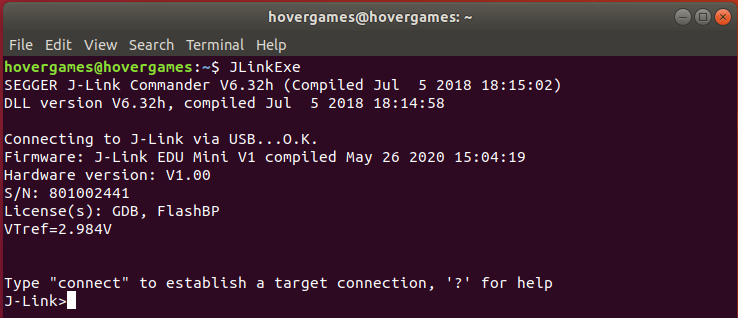 hovergames@hovergames: ~
File Edit View Search Terminal Help
hovergames@hovergames:~$ JLinkExe
SEGGER J-Link Commander V6.32h (Compiled Jul  5 2018 18:15:02)
DLL version V6.32h, compiled Jul  5 2018 18:14:58
Connecting to J-Link via USB...O.K.
Firmware: J-Link EDU Mini V1 compiled May 26 2020 15:04:19
Hardware version: V1.00
S/N: 801002441
License(s): GDB, FlashBP
VTref=2.984V
Type "connect" to establish a target connection, '?' for help
J-Link>